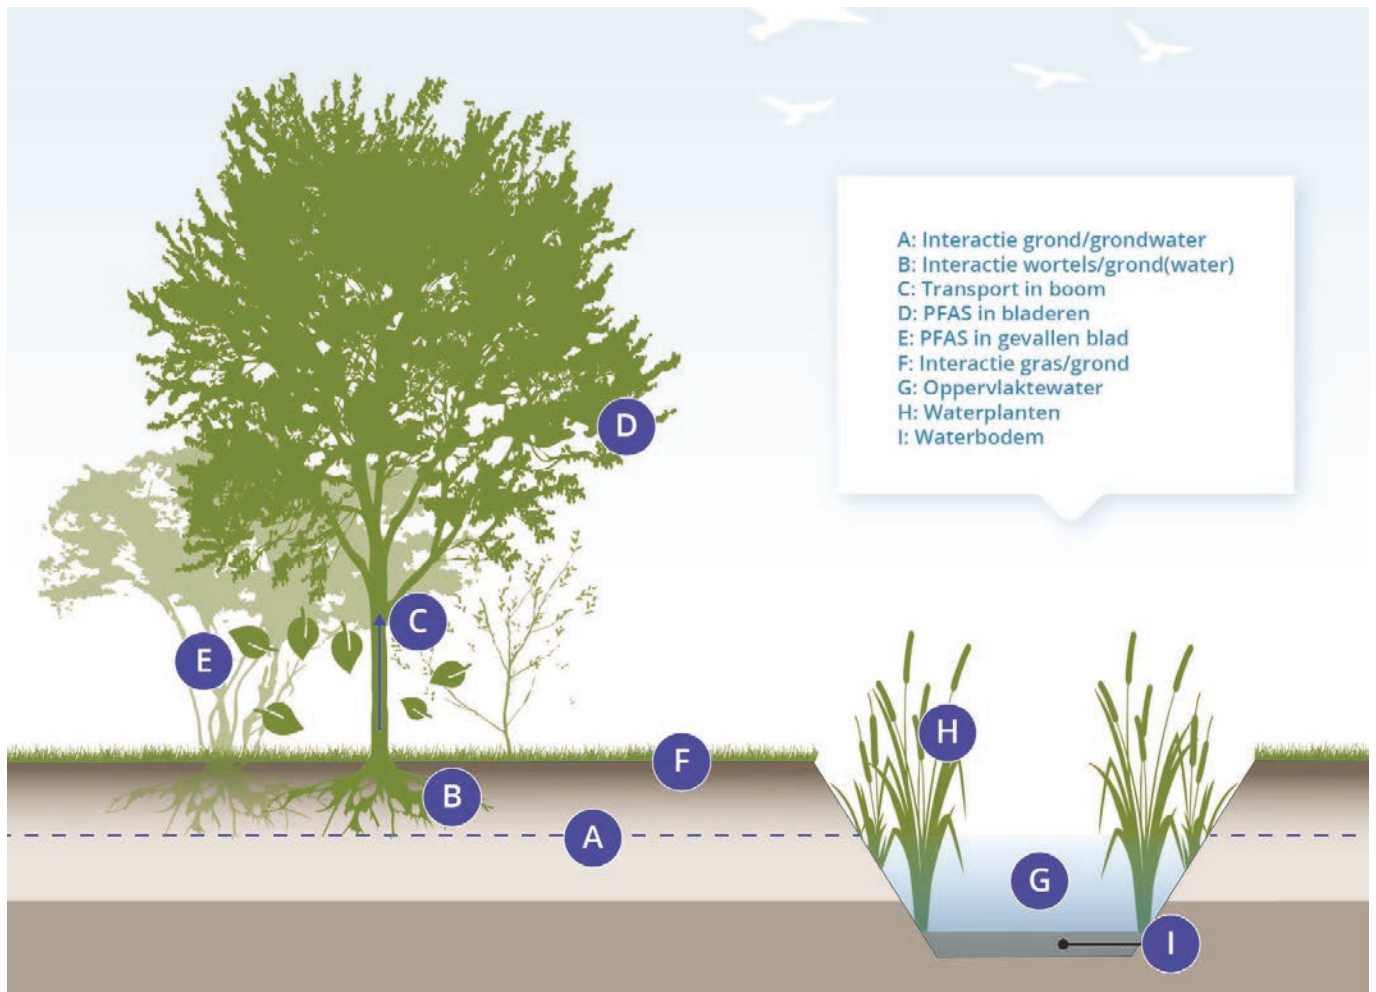 A: Interactie grond/grondwater
B: Interactie wortels/grond(water)
C: Transport in boom
D: PFAS in bladeren
E: PFAS in gevallen blad
F: Interactie gras/grond
G: Oppervlaktewater
H: Waterplanten
I: Waterbodem
D
C
E
H
F
B
A
G
I